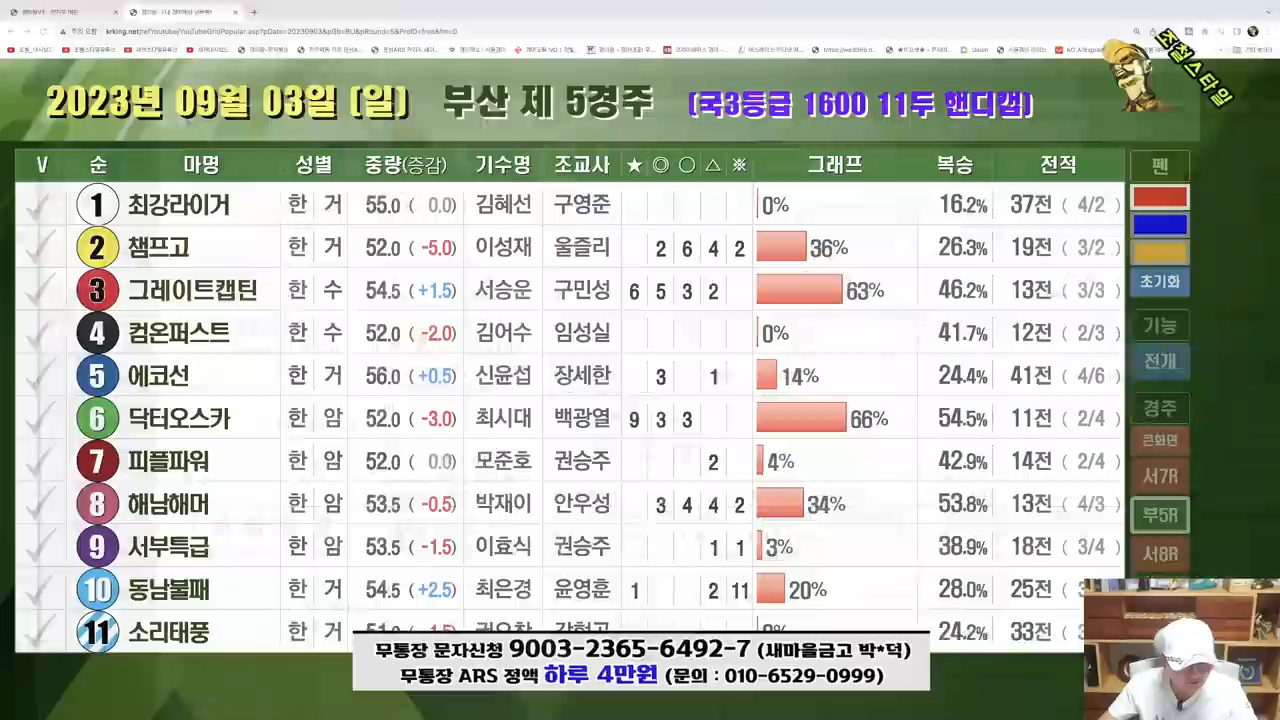 주의 요함 krking.net/refYoutube/YouTubeGridPopular.asp?pDate=20230903&pGb=BU&pRound=5&ProID=free&fm=0
조철스타일
2023년 09월 03일 (일) 부산 제 5경주 (국3등급 1600 11두 핸디캡)
V 순 마명 성별 중량(증감) 기수명 조교사 ★ ◎ ○ △ ※ 그래프 복승 전적 펜
1 최강라이거 한 거 55.0 ( 0.0) 김혜선 구영준 0% 16.2% 37전 ( 4/2 )
2 챔프고 한 거 52.0 ( -5.0) 이성재 울즐리 2 6 4 2 36% 26.3% 19전 ( 3/2 )
3 그레이트캡틴 한 수 54.5 (+1.5) 서승운 구민성 6 5 3 2 63% 46.2% 13전 ( 3/3 ) 초기화
4 컴온퍼스트 한 수 52.0 ( -2.0) 김어수 임성실 0% 41.7% 12전 ( 2/3 ) 기능
5 에코선 한 거 56.0 ( +0.5) 신윤섭 장세한 3 1 14% 24.4% 41전 ( 4/6 ) 전개
6 닥터오스카 한 암 52.0 ( -3.0) 최시대 백광열 9 3 3 66% 54.5% 11전 ( 2/4 ) 경주
큰화면
7 피플파워 한 암 52.0 ( 0.0) 모준호 권승주 2 4% 42.9% 14전 ( 2/4 ) 서7R
8 해남해머 한 암 53.5 ( -0.5) 박재이 안우성 3 4 4 2 34% 53.8% 13전 ( 4/3 ) 부5R
9 서부특급 한 암 53.5 ( -1.5) 이효식 권승주 1 1 3% 38.9% 18전 ( 3/4 ) 서8R
10 동남불패 한 거 54.5 ( +2.5) 최은경 윤영훈 1 2 11 20% 28.0% 25전 (
11 소리태풍 한 거 24.2% 33전 (
무통장 문자신청 9003-2365-6492-7 (새마을금고 박*덕)
무통장 ARS 정액 하루 4만원 (문의 : 010-6529-0999)